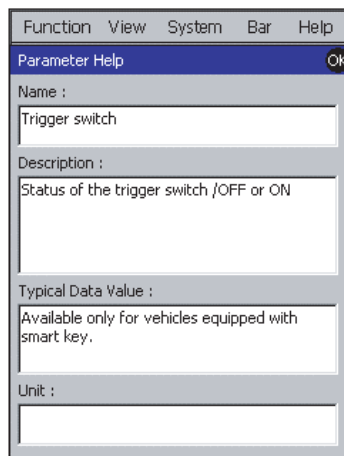 Function View System Bar Help
Parameter Help OK
Name :
Trigger switch
Description :
Status of the trigger switch /OFF or ON
Typical Data Value :
Available only for vehicles equipped with
smart key.
Unit :